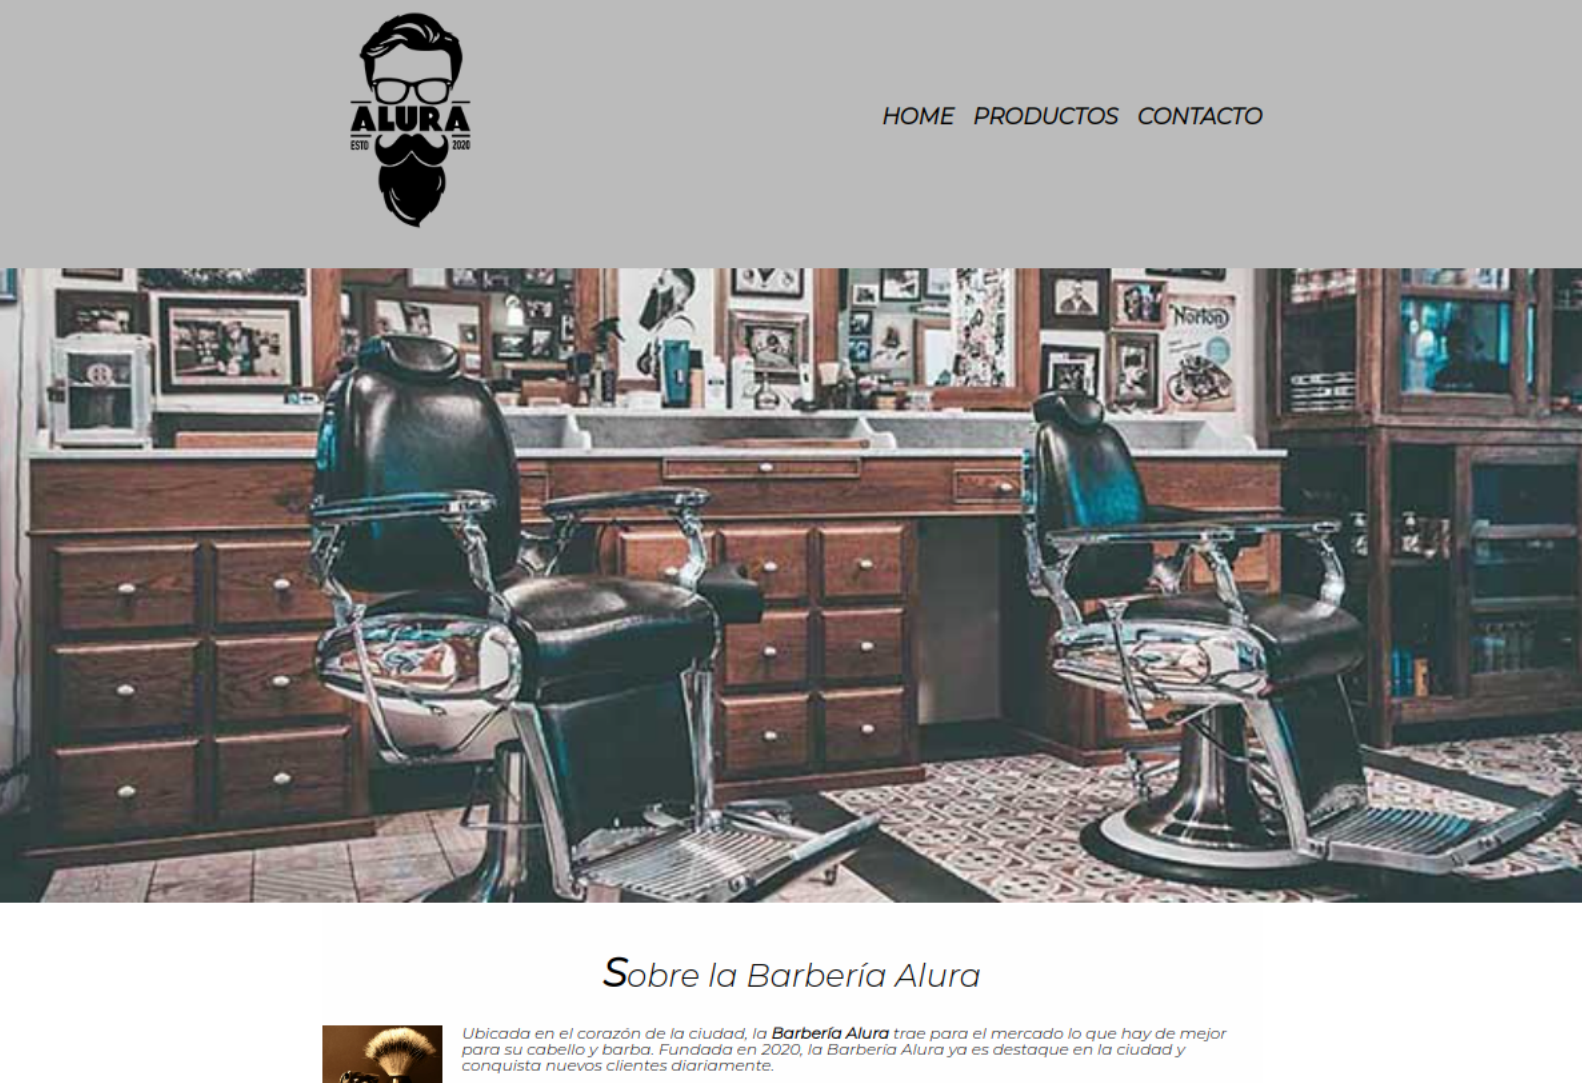 ALURA
ESTD 2020
HOME PRODUCTOS CONTACTO
Norton
Sobre la Barbería Alura
Ubicada en el corazón de la ciudad, la Barbería Alura trae para el mercado lo que hay de mejor
para su cabello y barba. Fundada en 2020, la Barbería Alura ya es destaque en la ciudad y
conquista nuevos clientes diariamente.